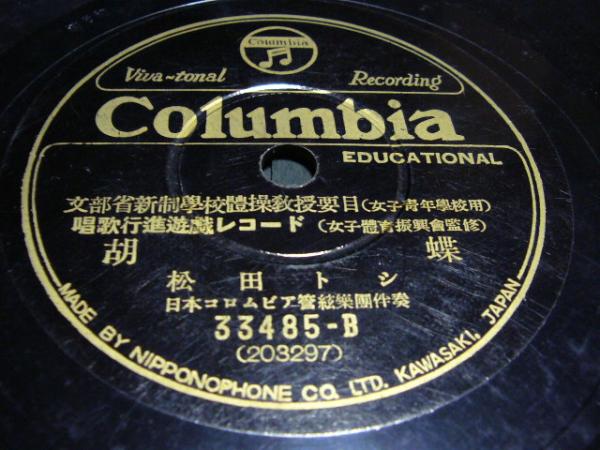 Columbia
Viva-tonal Recording
Columbia
EDUCATIONAL
文部省新制學校體操教授要目(女子青年學校用)
唱歌行進遊戯レコード(女子體育振興會監修)
胡蝶
松田トシ
日本コロムビア管絃樂團伴奏
33485-B
(203297)
MADE BY NIPPONOPHONE CO. LTD. KAWASAKI, JAPAN